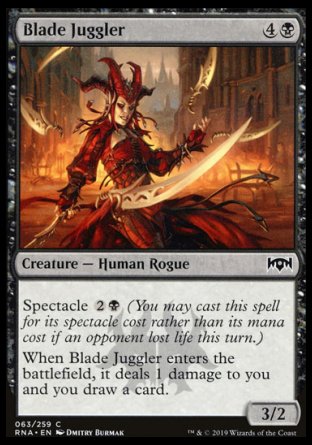 Blade Juggler 4
Creature — Human Rogue
Spectacle 2 (You may cast this spell
for its spectacle cost rather than its mana
cost if an opponent lost life this turn.)
When Blade Juggler enters the
battlefield, it deals 1 damage to you
and you draw a card.
3/2
063/259 C
RNA • EN DMITRY BURMAK
™ & © 2019 Wizards of the Coast